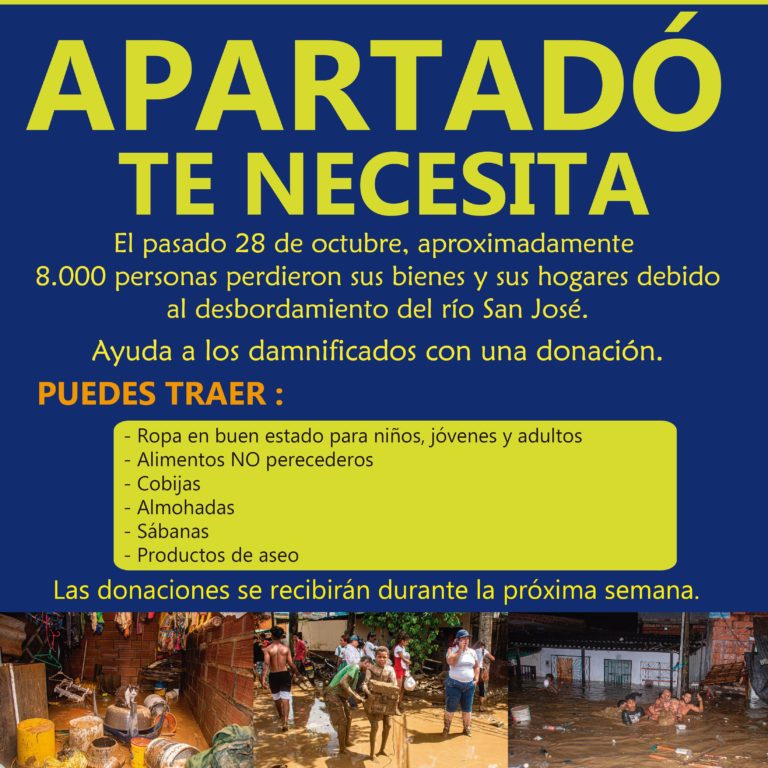 APARTADÓ
TE NECESITA
El pasado 28 de octubre, aproximadamente
8.000 personas perdieron sus bienes y sus hogares debido
al desbordamiento del río San José.
Ayuda a los damnificados con una donación.
PUEDES TRAER :
- Ropa en buen estado para niños, jóvenes y adultos
- Alimentos NO perecederos
- Cobijas
- Almohadas
- Sábanas
- Productos de aseo
Las donaciones se recibirán durante la próxima semana.